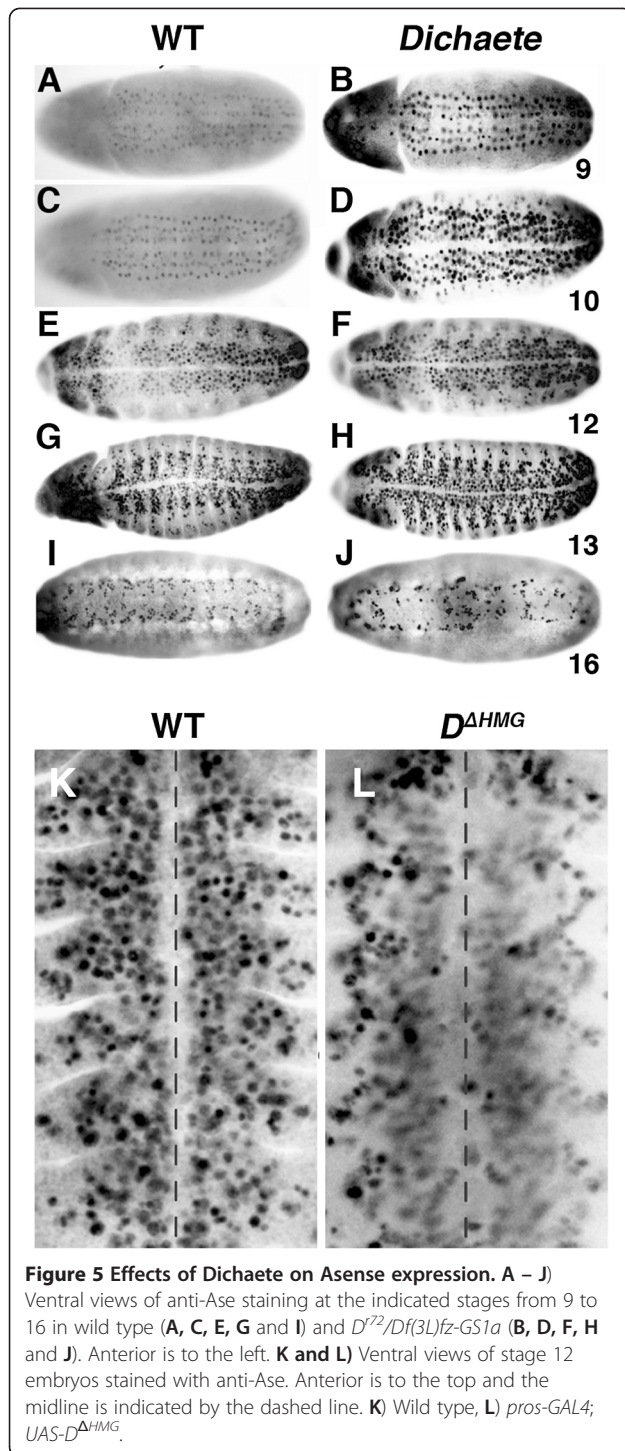 WT Dichaete
A B
9
C D
10
E F
12
G H
13
I J
16
WT D^ΔHMG
K L
Figure 5 Effects of Dichaete on Asense expression. A – J)
Ventral views of anti-Ase staining at the indicated stages from 9 to
16 in wild type (A, C, E, G and I) and D^r72/Df(3L)fz-GS1a (B, D, F, H
and J). Anterior is to the left. K and L) Ventral views of stage 12
embryos stained with anti-Ase. Anterior is to the top and the
midline is indicated by the dashed line. K) Wild type, L) pros-GAL4;
UAS-D^ΔHMG.